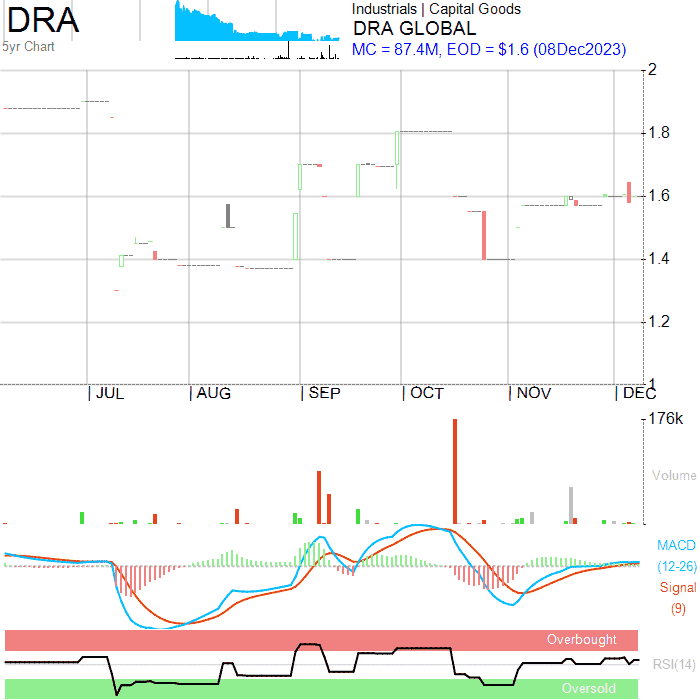 DRA
5yr Chart
Industrials | Capital Goods
DRA GLOBAL
MC = 87.4M, EOD = $1.6 (08Dec2023)
2
1.8
1.6
1.4
1.2
1
JUL
AUG
SEP
OCT
NOV
DEC
176k
Volume
MACD
(12-26)
Signal
(9)
Overbought
RSI(14)
Oversold